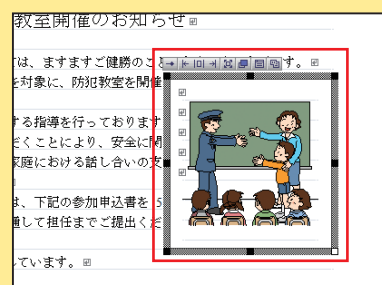 教室開催のお知らせ
は、ますますご健勝のこ
す。
を対象に、防犯教室を開催
する指導を行っております
だくことにより、安全に関
家庭における話し合いの支
は、下記の参加申込書を 5
通して担任までご提出くだ
しています。